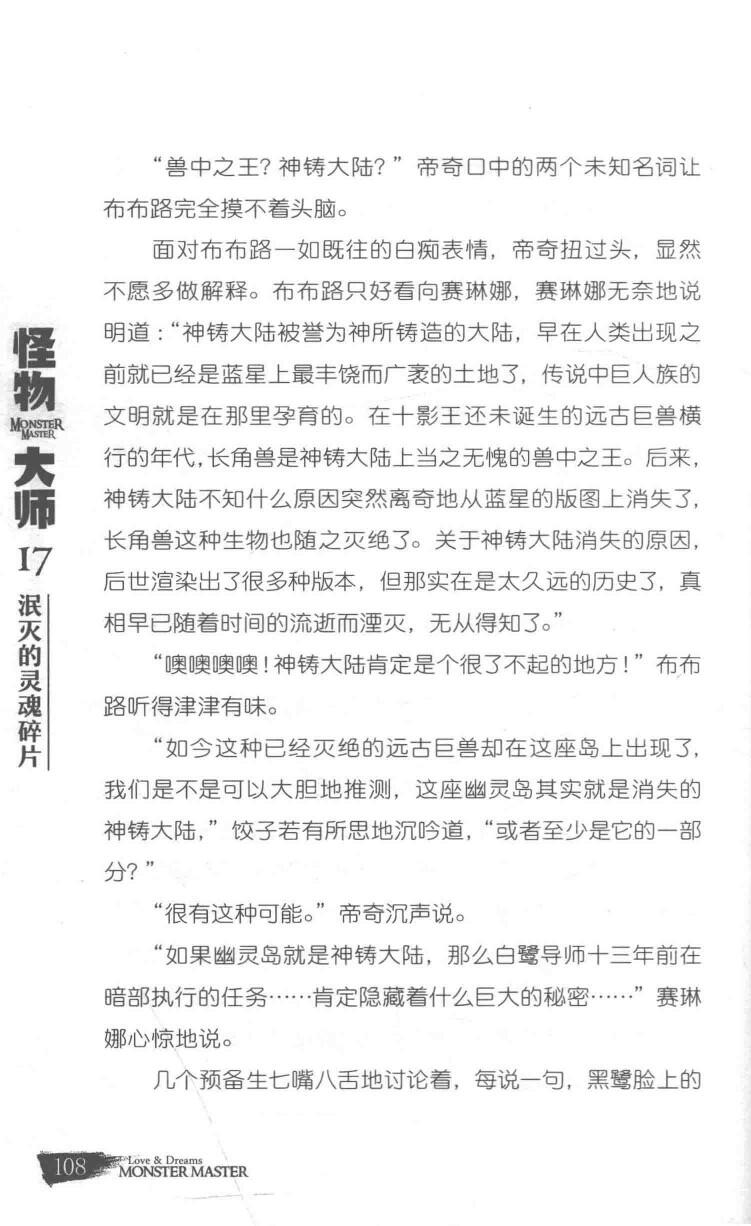 “兽中之王？神铸大陆？”帝奇口中的两个未知名词让
布布路完全摸不着头脑。
面对布布路一如既往的白痴表情，帝奇扭过头，显然
不愿多做解释。布布路只好看向赛琳娜，赛琳娜无奈地说
明道：“神铸大陆被誉为神所铸造的大陆，早在人类出现之
前就已经是蓝星上最丰饶而广袤的土地了，传说中巨人族的
文明就是在那里孕育的。在十影王还未诞生的远古巨兽横
行的年代，长角兽是神铸大陆上当之无愧的兽中之王。后来，
神铸大陆不知什么原因突然离奇地从蓝星的版图上消失了，
长角兽这种生物也随之灭绝了。关于神铸大陆消失的原因，
后世渲染出了很多种版本，但那实在是太久远的历史了，真
相早已随着时间的流逝而湮灭，无从得知了。”
“噢噢噢噢！神铸大陆肯定是个很了不起的地方！”布布
路听得津津有味。
“如今这种已经灭绝的远古巨兽却在这座岛上出现了，
我们是不是可以大胆地推测，这座幽灵岛其实就是消失的
神铸大陆，”饺子若有所思地沉吟道，“或者至少是它的一部
分？”
“很有这种可能。”帝奇沉声说。
“如果幽灵岛就是神铸大陆，那么白鹭导师十三年前在
暗部执行的任务……肯定隐藏着什么巨大的秘密……”赛琳
娜心惊地说。
几个预备生七嘴八舌地讨论着，每说一句，黑鹭脸上的
怪物
MONSTER
MASTER
大师
17
泯灭的灵魂碎片
108
Love & Dreams
MONSTER MASTER